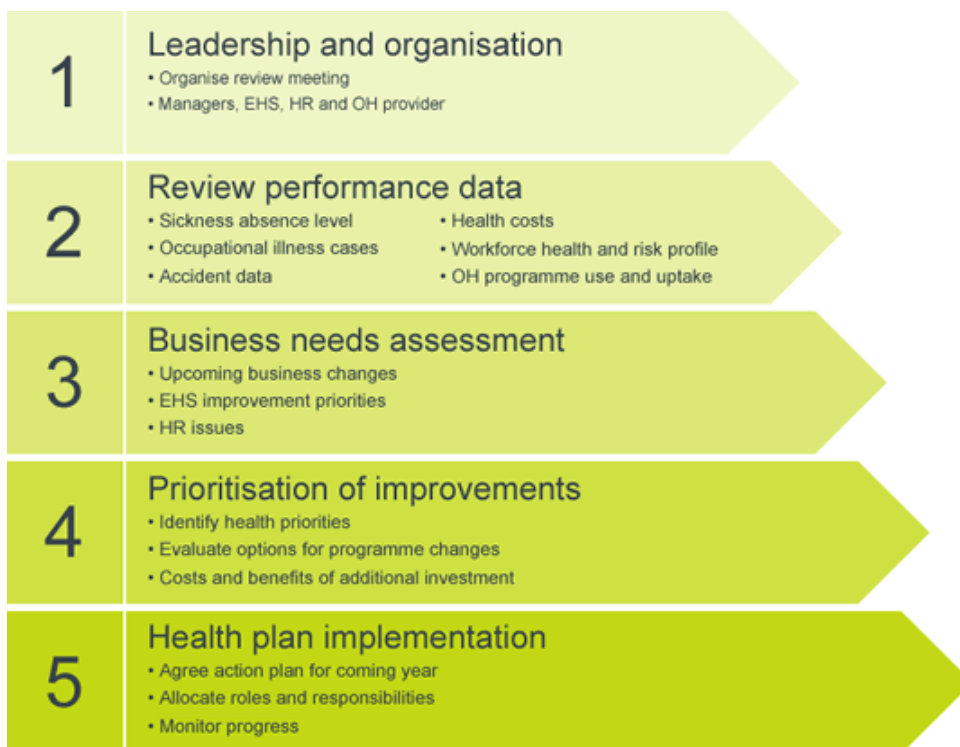 1
Leadership and organisation
• Organise review meeting
• Managers, EHS, HR and OH provider
2
Review performance data
• Sickness absence level
• Occupational illness cases
• Accident data
• Health costs
• Workforce health and risk profile
• OH programme use and uptake
3
Business needs assessment
• Upcoming business changes
• EHS improvement priorities
• HR issues
4
Prioritisation of improvements
• Identify health priorities
• Evaluate options for programme changes
• Costs and benefits of additional investment
5
Health plan implementation
• Agree action plan for coming year
• Allocate roles and responsibilities
• Monitor progress